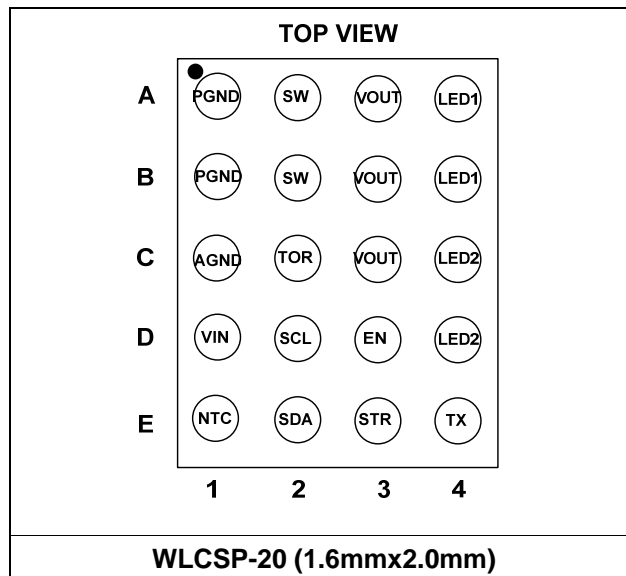 TOP VIEW
A PGND SW VOUT LED1
B PGND SW VOUT LED1
C AGND TOR VOUT LED2
D VIN SCL EN LED2
E NTC SDA STR TX
1 2 3 4
WLCSP-20 (1.6mmx2.0mm)